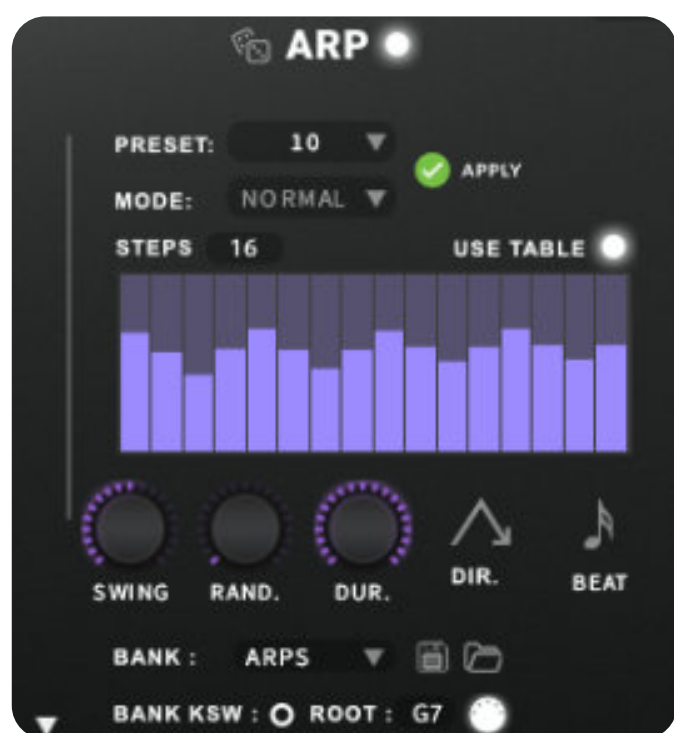 ARP
PRESET: 10
APPLY
MODE: NORMAL
STEPS 16 USE TABLE
SWING RAND. DUR. DIR. BEAT
BANK : ARPS
BANK KSW : ROOT : G7